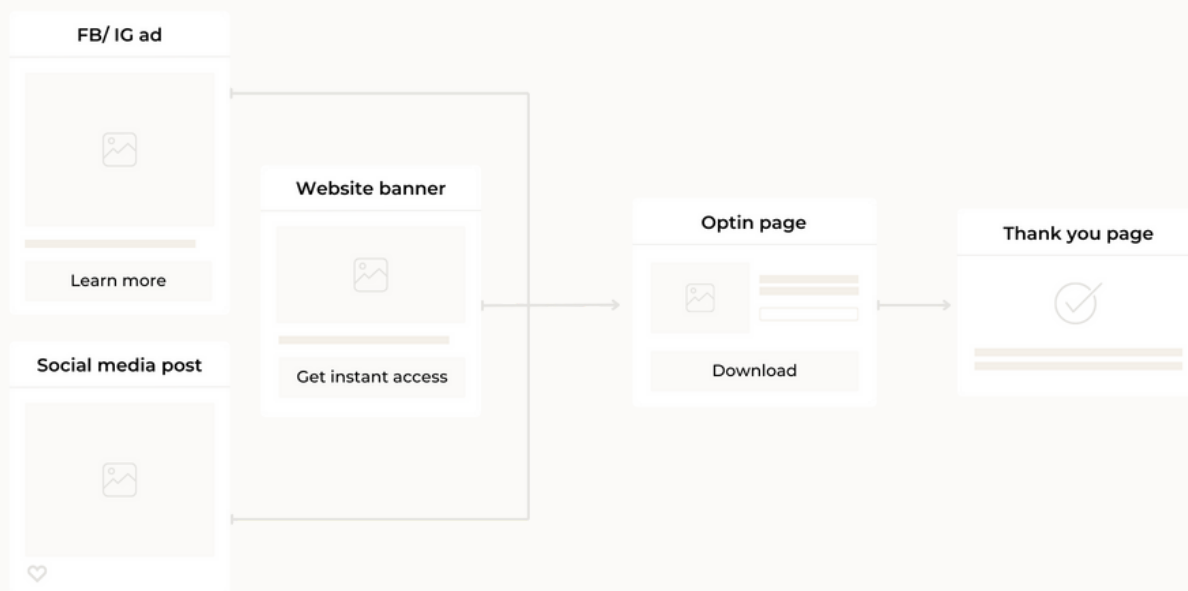 FB/ IG ad
Learn more
Social media post
Website banner
Get instant access
Optin page
Download
Thank you page